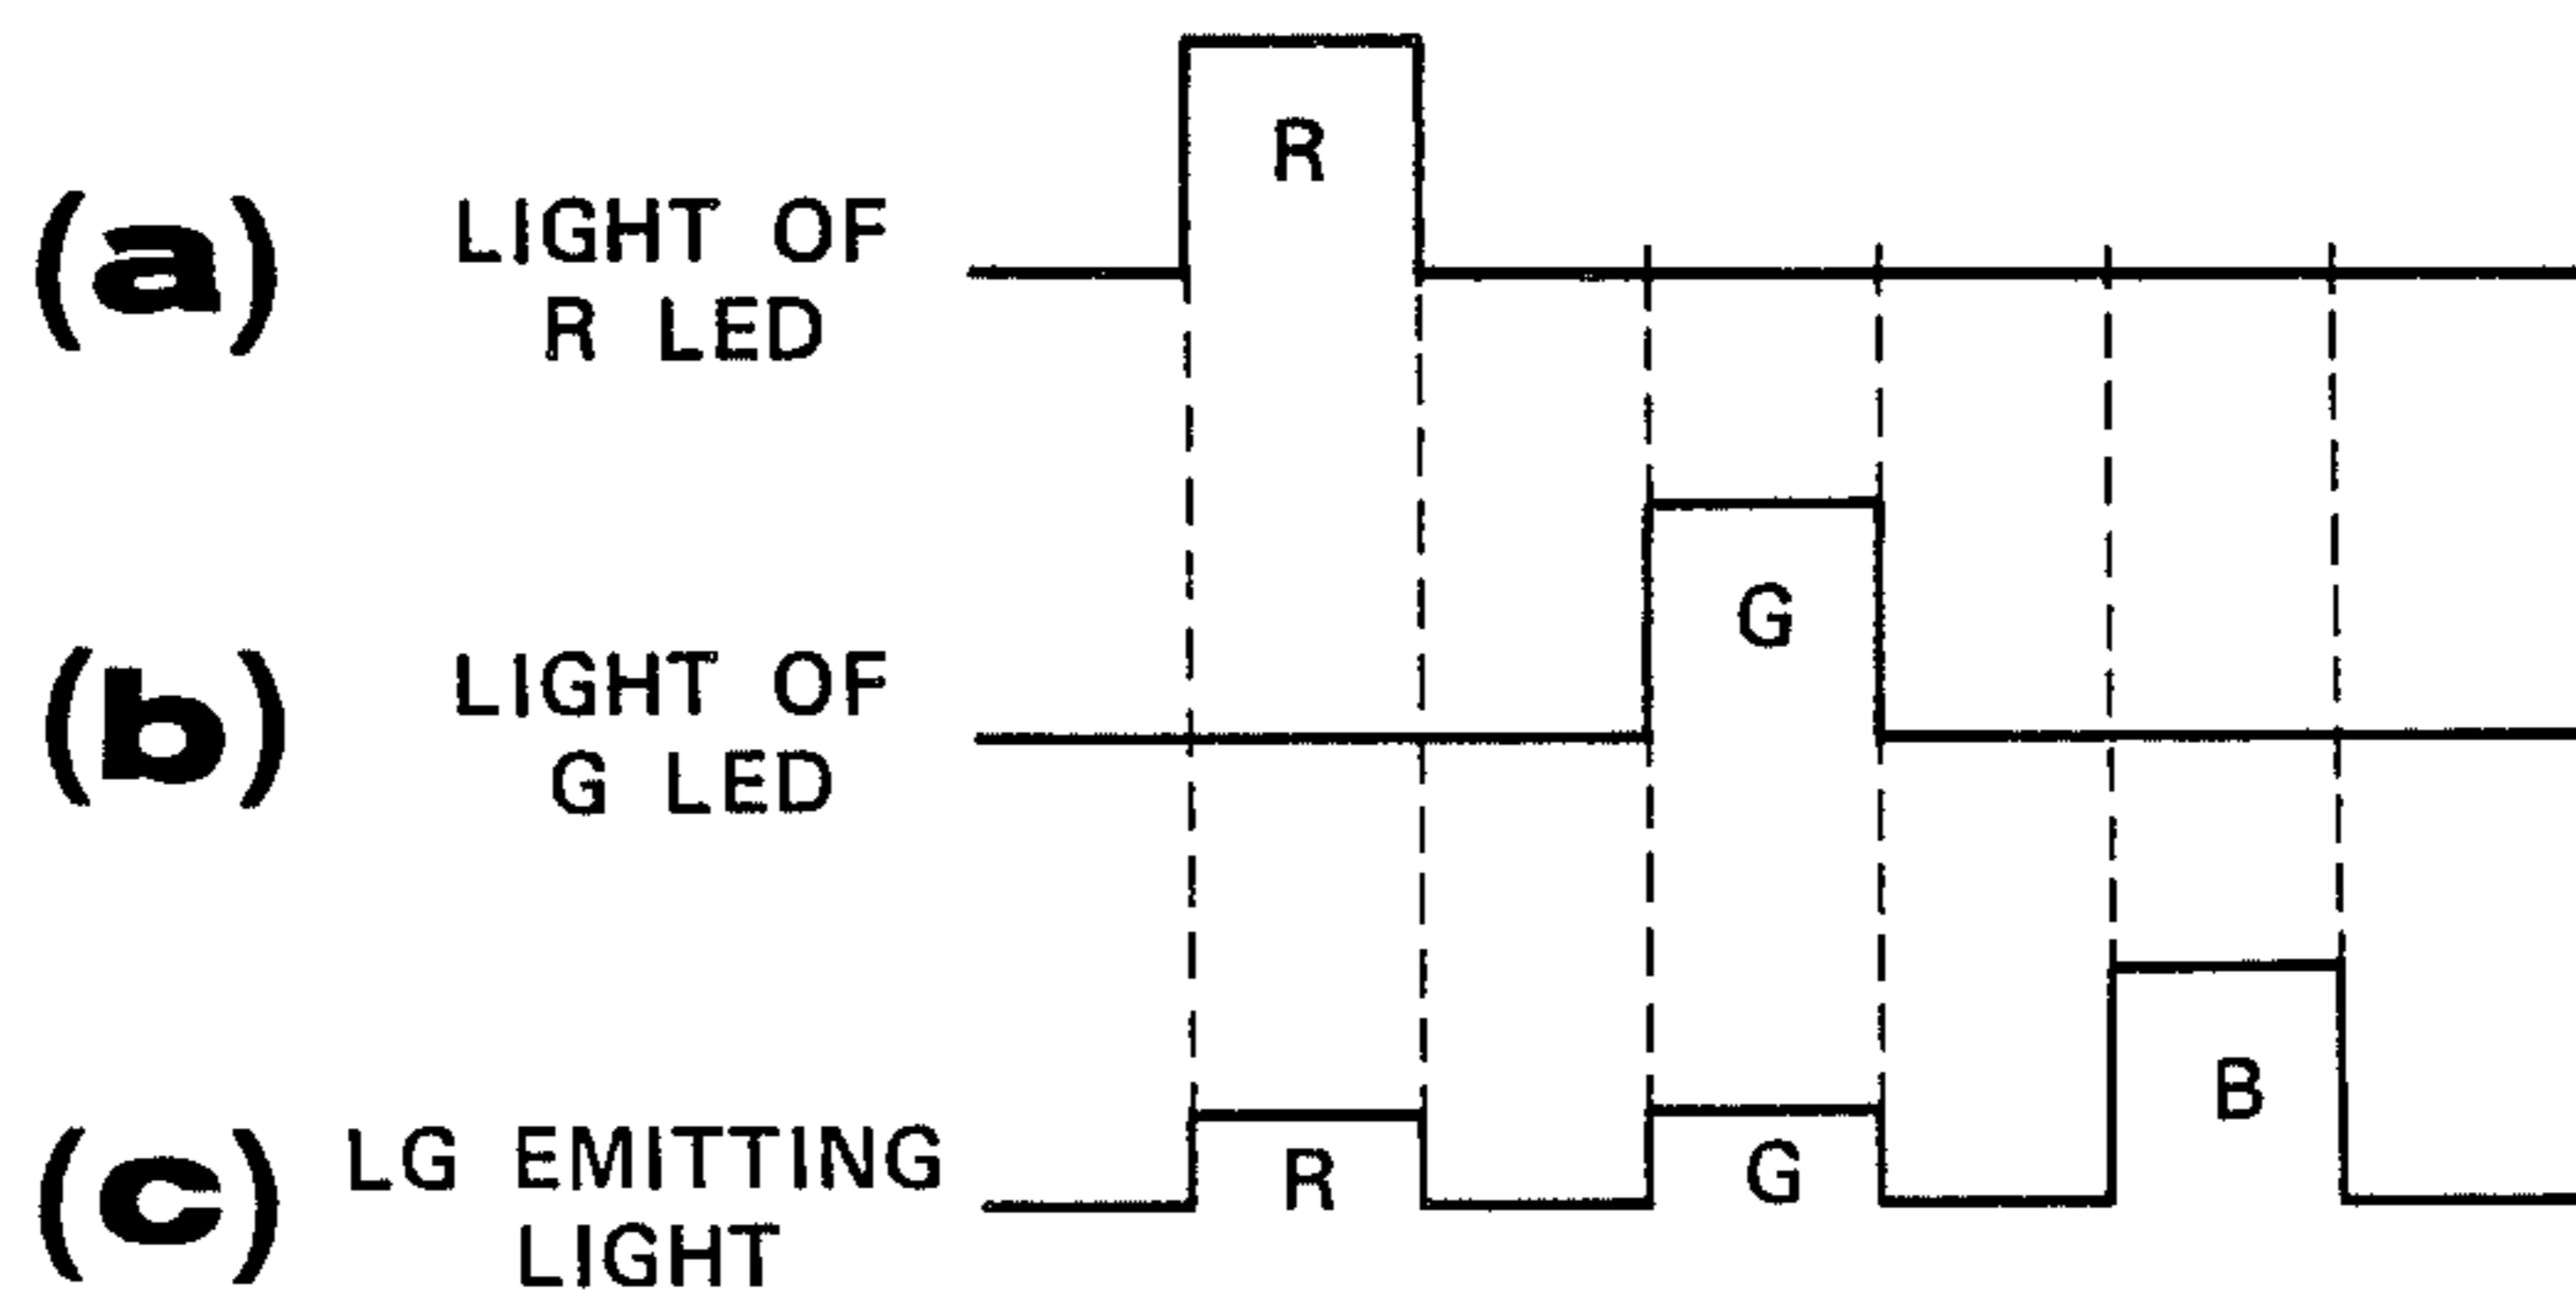 R
(a) LIGHT OF
R LED
G
(b) LIGHT OF
G LED
B
(c) LG EMITTING R G
LIGHT